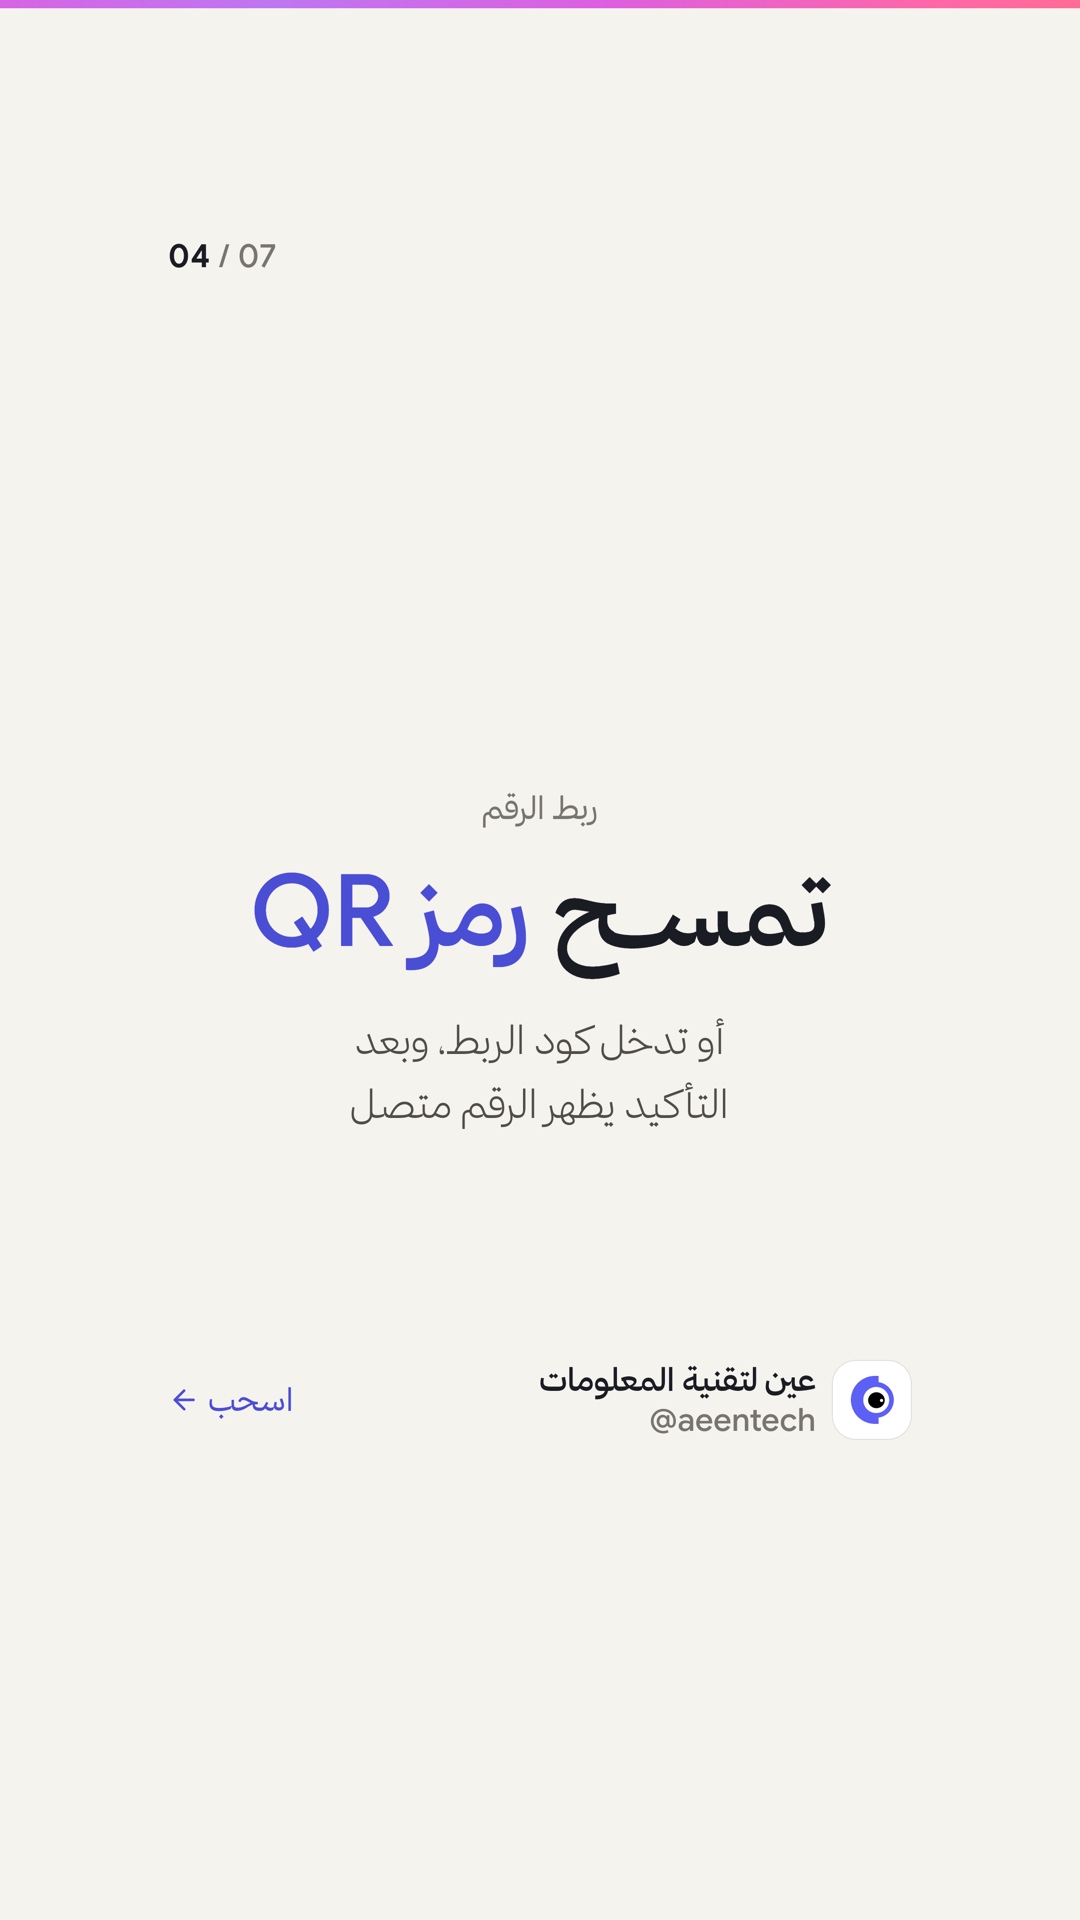 04 / 07
ربط الرقم
تمسح رمز QR
أو تدخل كود الربط، وبعد
التأكيد يظهر الرقم متصل
عين لتقنية المعلومات
@aeentech
اسحب ←